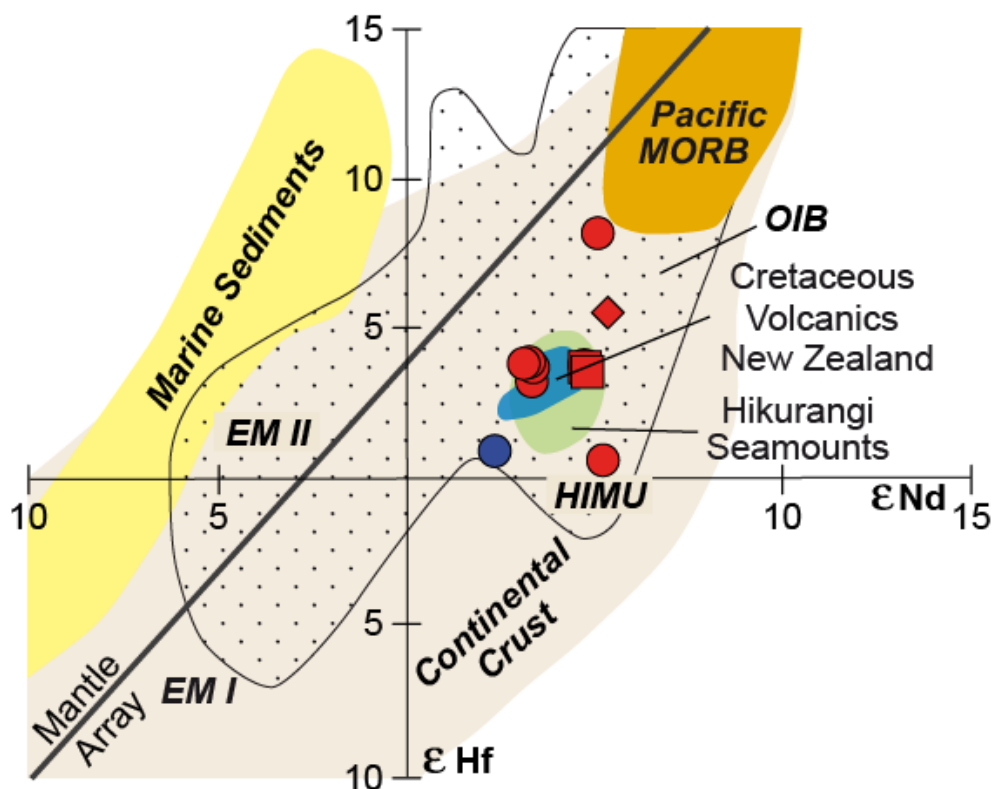 15
Pacific
MORB
Marine Sediments
10
OIB
Cretaceous
Volcanics
New Zealand
5
Hikurangi
Seamounts
EM II
HIMU
10
5
10
15
εNd
Continental
Crust
5
EM I
Mantle
Array
10
ε Hf